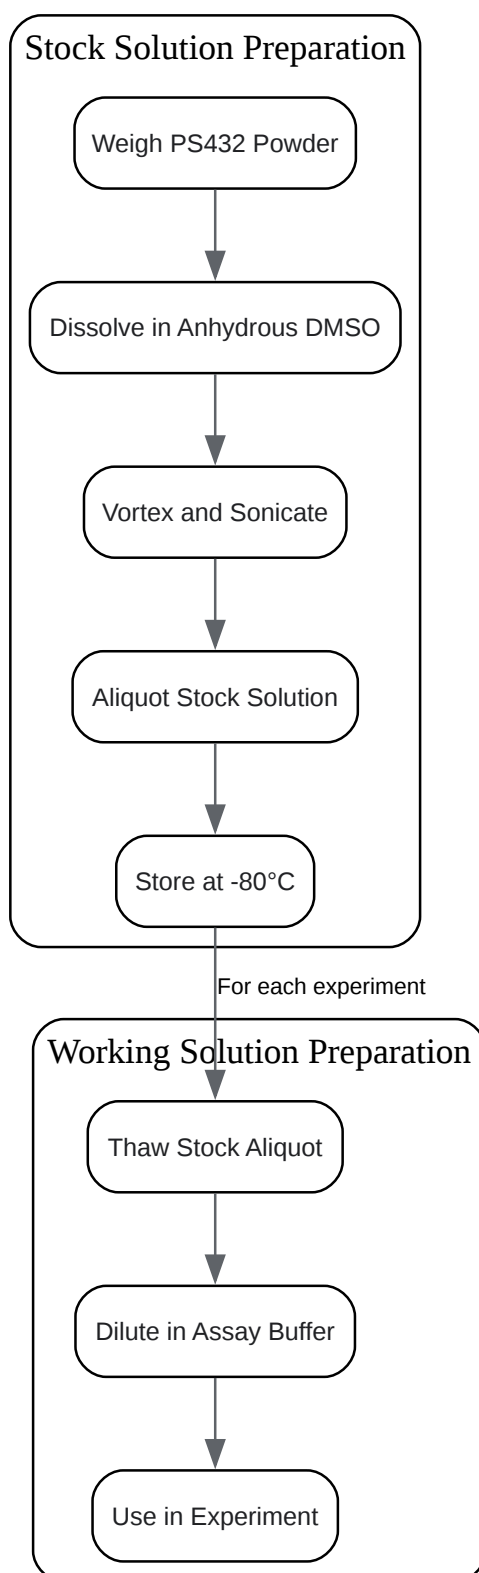 Stock Solution Preparation
Weigh PS432 Powder
Dissolve in Anhydrous DMSO
Vortex and Sonicate
Aliquot Stock Solution
Store at -80°C
For each experiment
Working Solution Preparation
Thaw Stock Aliquot
Dilute in Assay Buffer
Use in Experiment